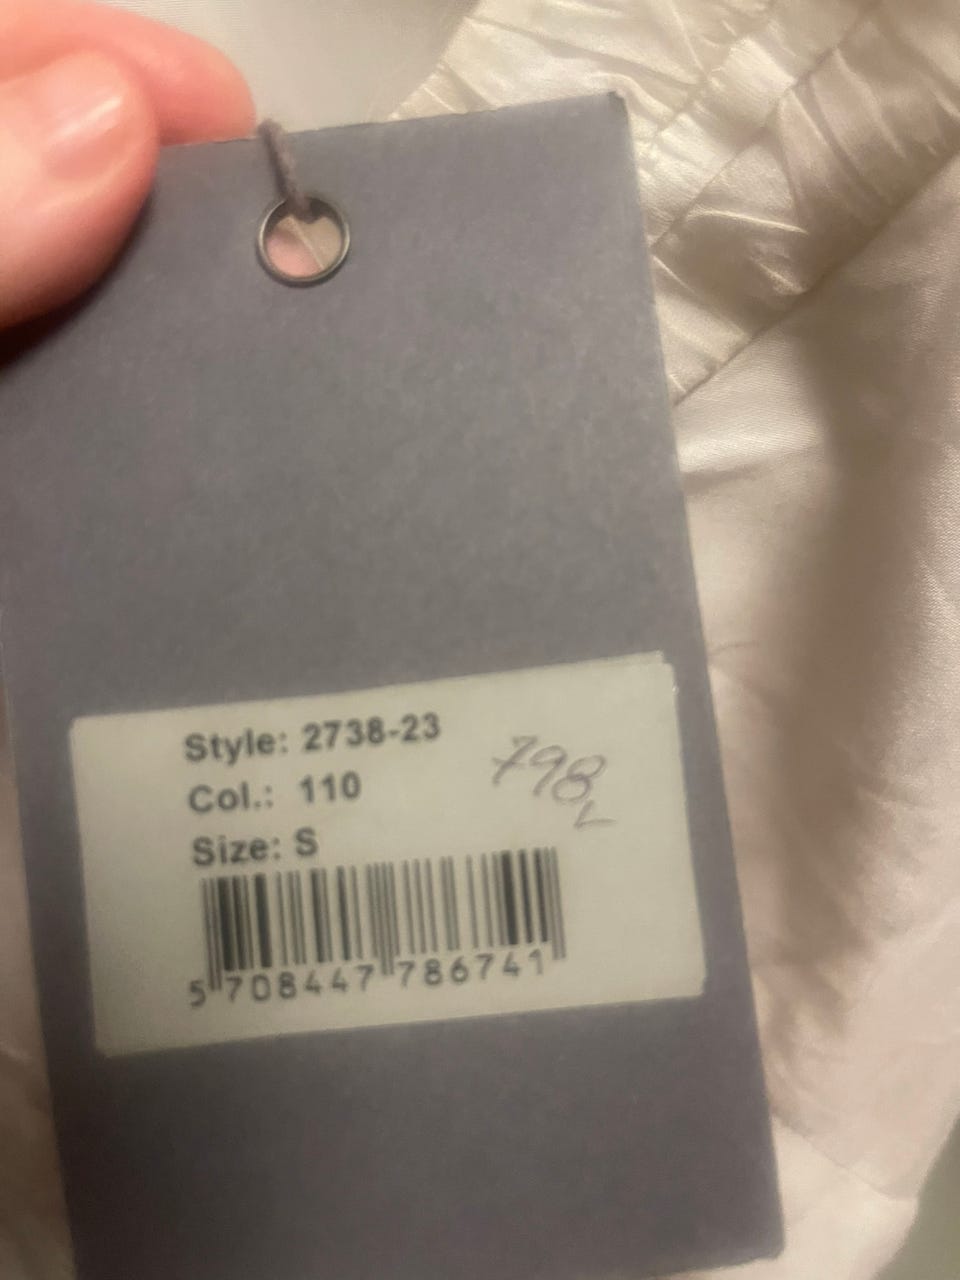 Style: 2738-23
Col.: 110
Size: S
798
5 708447 786741